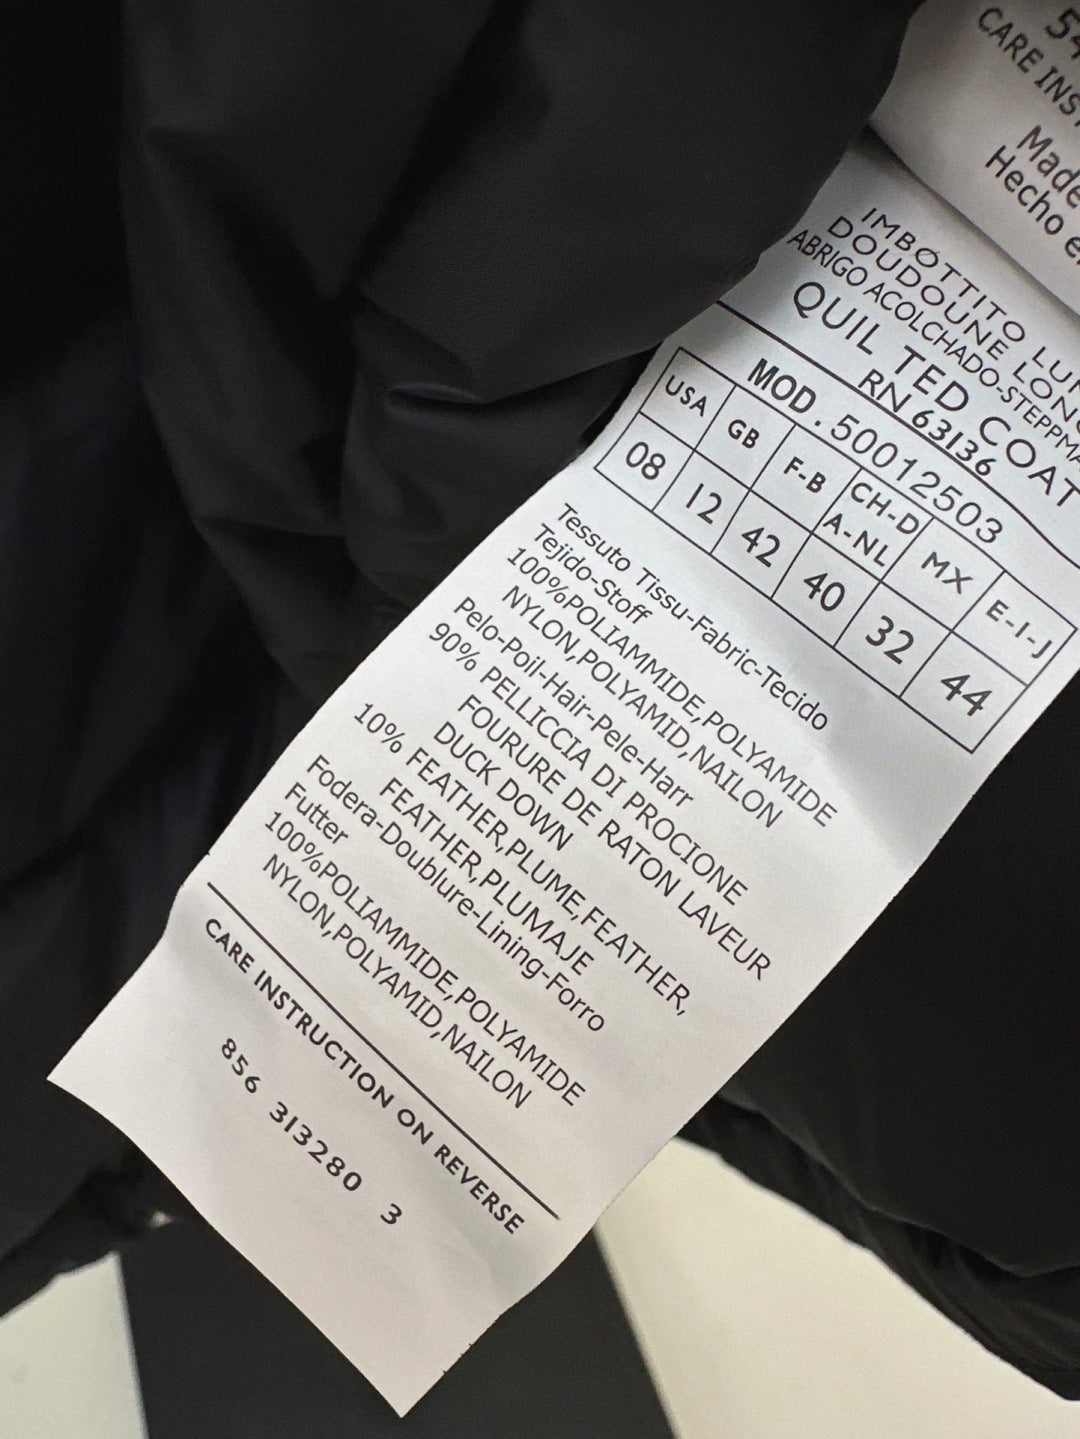 54
CARE INST
Made
Hecho e
IMBOTTITO LU
DOUDOUNE LONG
ABRIGO ACOLCHADO-STEPPMA
QUIL TED COAT
RN 63136
MOD.50012503
USA GB F-B CH-D A-NL MX E-I-J
08 12 42 40 32 44
Tessuto Tissu-Fabric-Tecido
Tejido-Stoff
100%POLIAMMIDE,POLYAMIDE
NYLON,POLYAMID,NAILON
Pelo-Poil-Hair-Pele-Harr
90% PELLICCIA DI PROCIONE
FOURURE DE RATON LAVEUR
DUCK DOWN
10% FEATHER,PLUME,FEATHER,
FEATHER,PLUMAJE
Fodera-Doublure-Lining-Forro
Futter
100%POLIAMMIDE,POLYAMIDE
NYLON,POLYAMID,NAILON
CARE INSTRUCTION ON REVERSE
856 313280 3